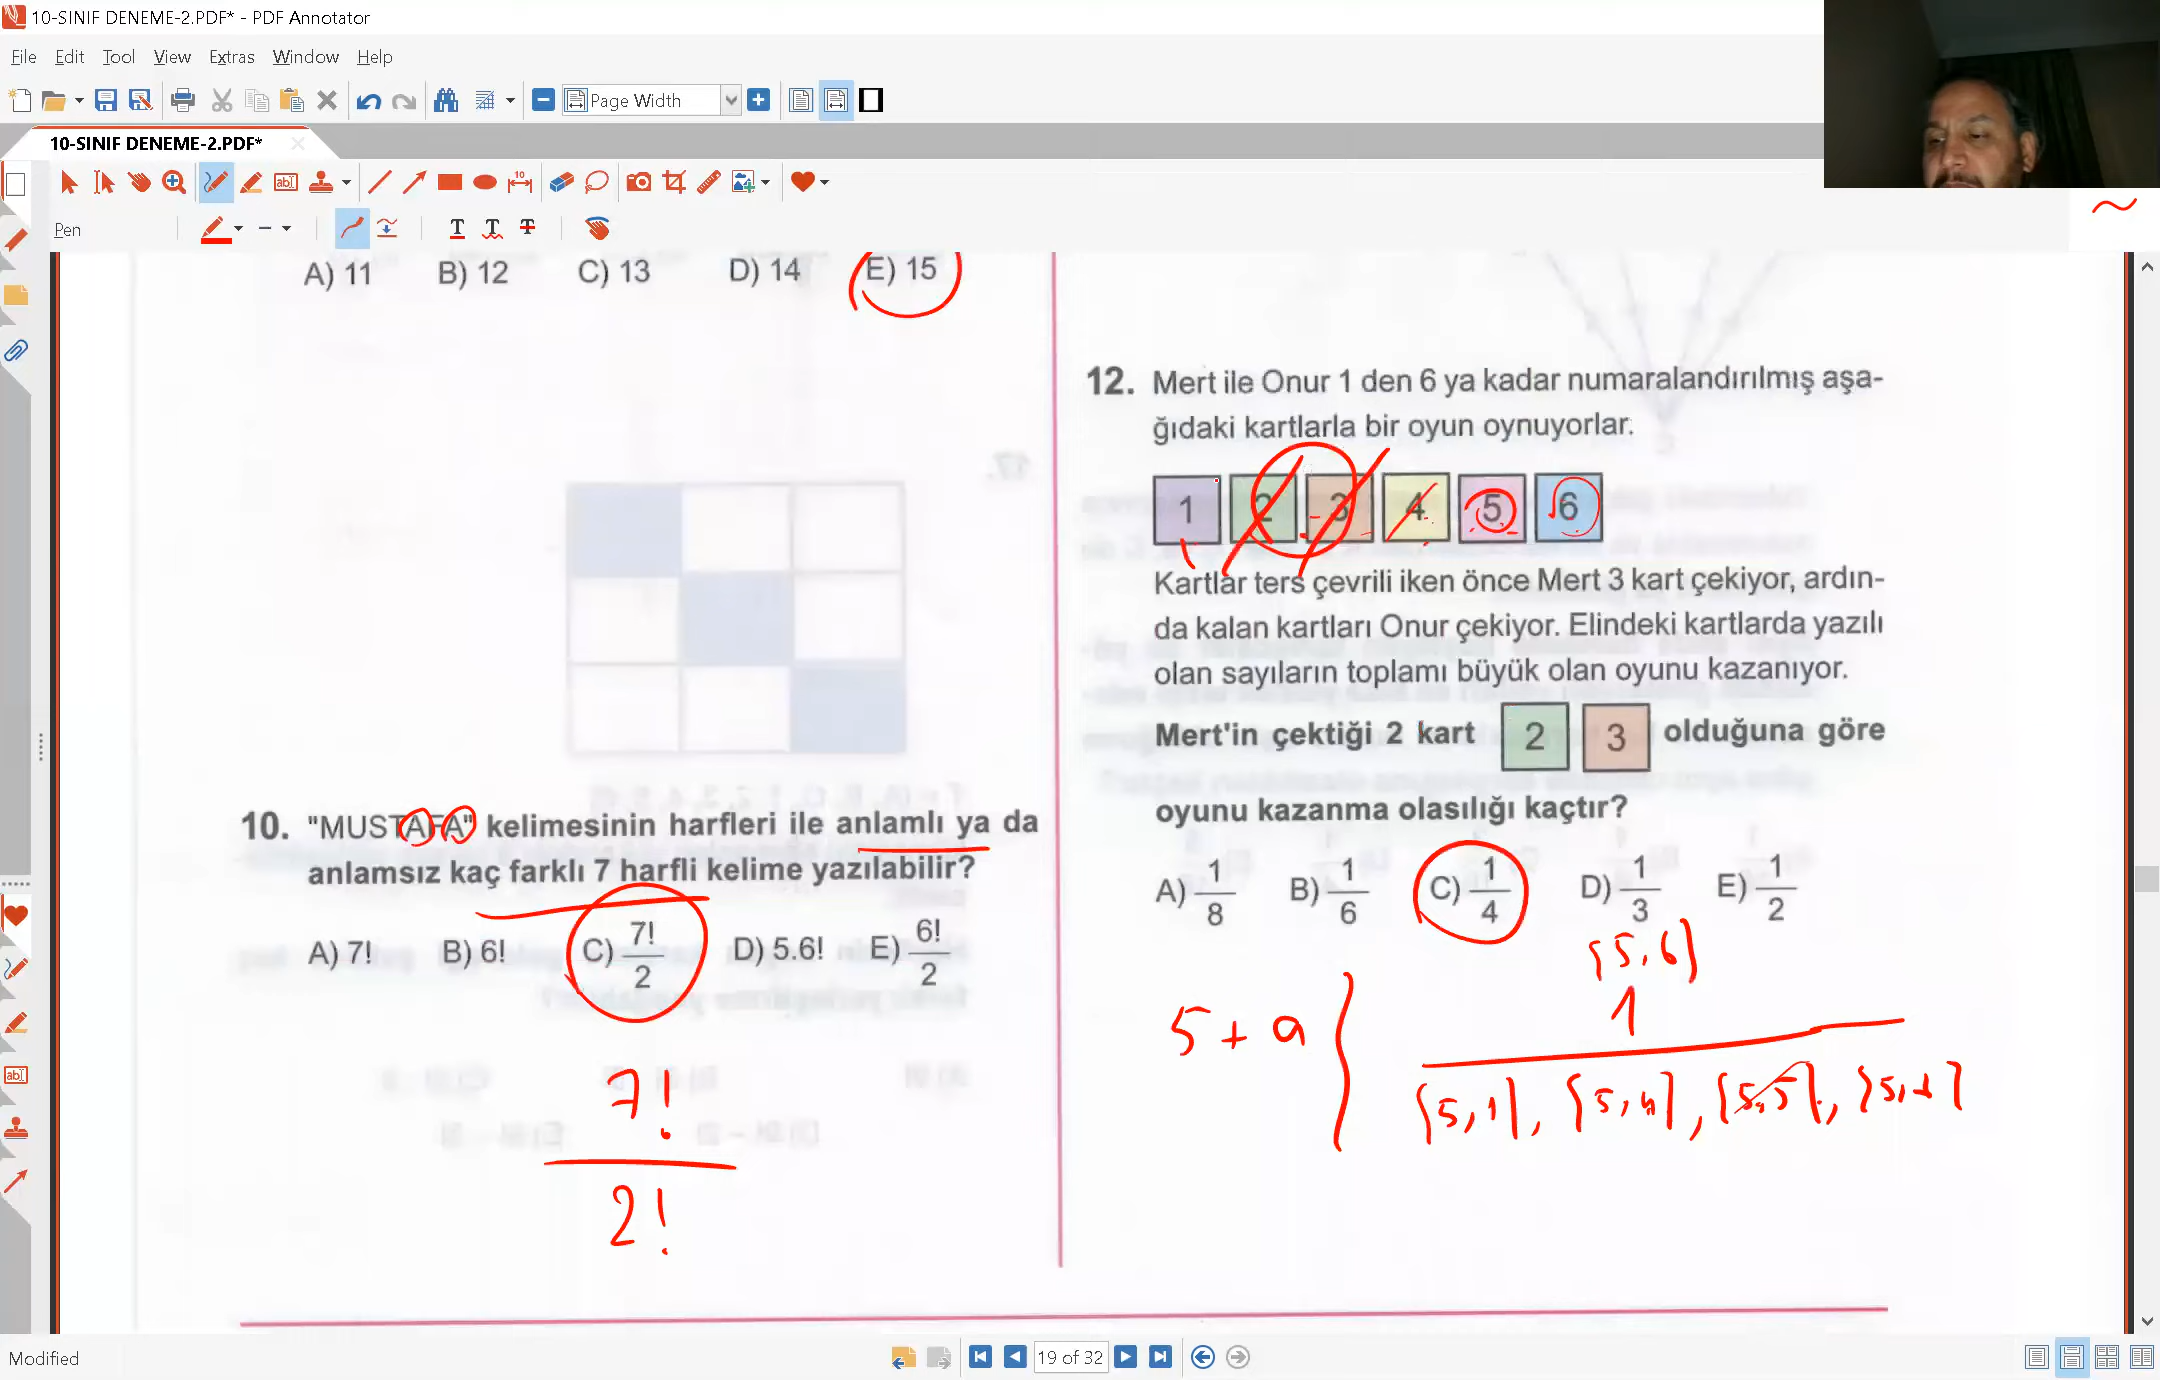 10-SINIF DENEME-2.PDF* - PDF Annotator
File Edit Tool View Extras Window Help
Page Width
10-SINIF DENEME-2.PDF*
Pen
A) 11 B) 12 C) 13 D) 14 E) 15
10. "MUSTAFA" kelimesinin harfleri ile anlamlı ya da
anlamsız kaç farklı 7 harfli kelime yazılabilir?
A) 7! B) 6! C) 7!/2 D) 5.6! E) 6!/2
7!
2!
12. Mert ile Onur 1 den 6 ya kadar numaralandırılmış aşa-
ğıdaki kartlarla bir oyun oynuyorlar.
1 2 3 4 5 6
Kartlar ters çevrili iken önce Mert 3 kart çekiyor, ardın-
da kalan kartları Onur çekiyor. Elindeki kartlarda yazılı
olan sayıların toplamı büyük olan oyunu kazanıyor.
Mert'in çektiği 2 kart 2 3 olduğuna göre
oyunu kazanma olasılığı kaçtır?
A) 1/8 B) 1/6 C) 1/4 D) 1/3 E) 1/2
{5,6}
1
5 + a
{5,1}, {5,4}, {5,5},
Modified
19 of 32